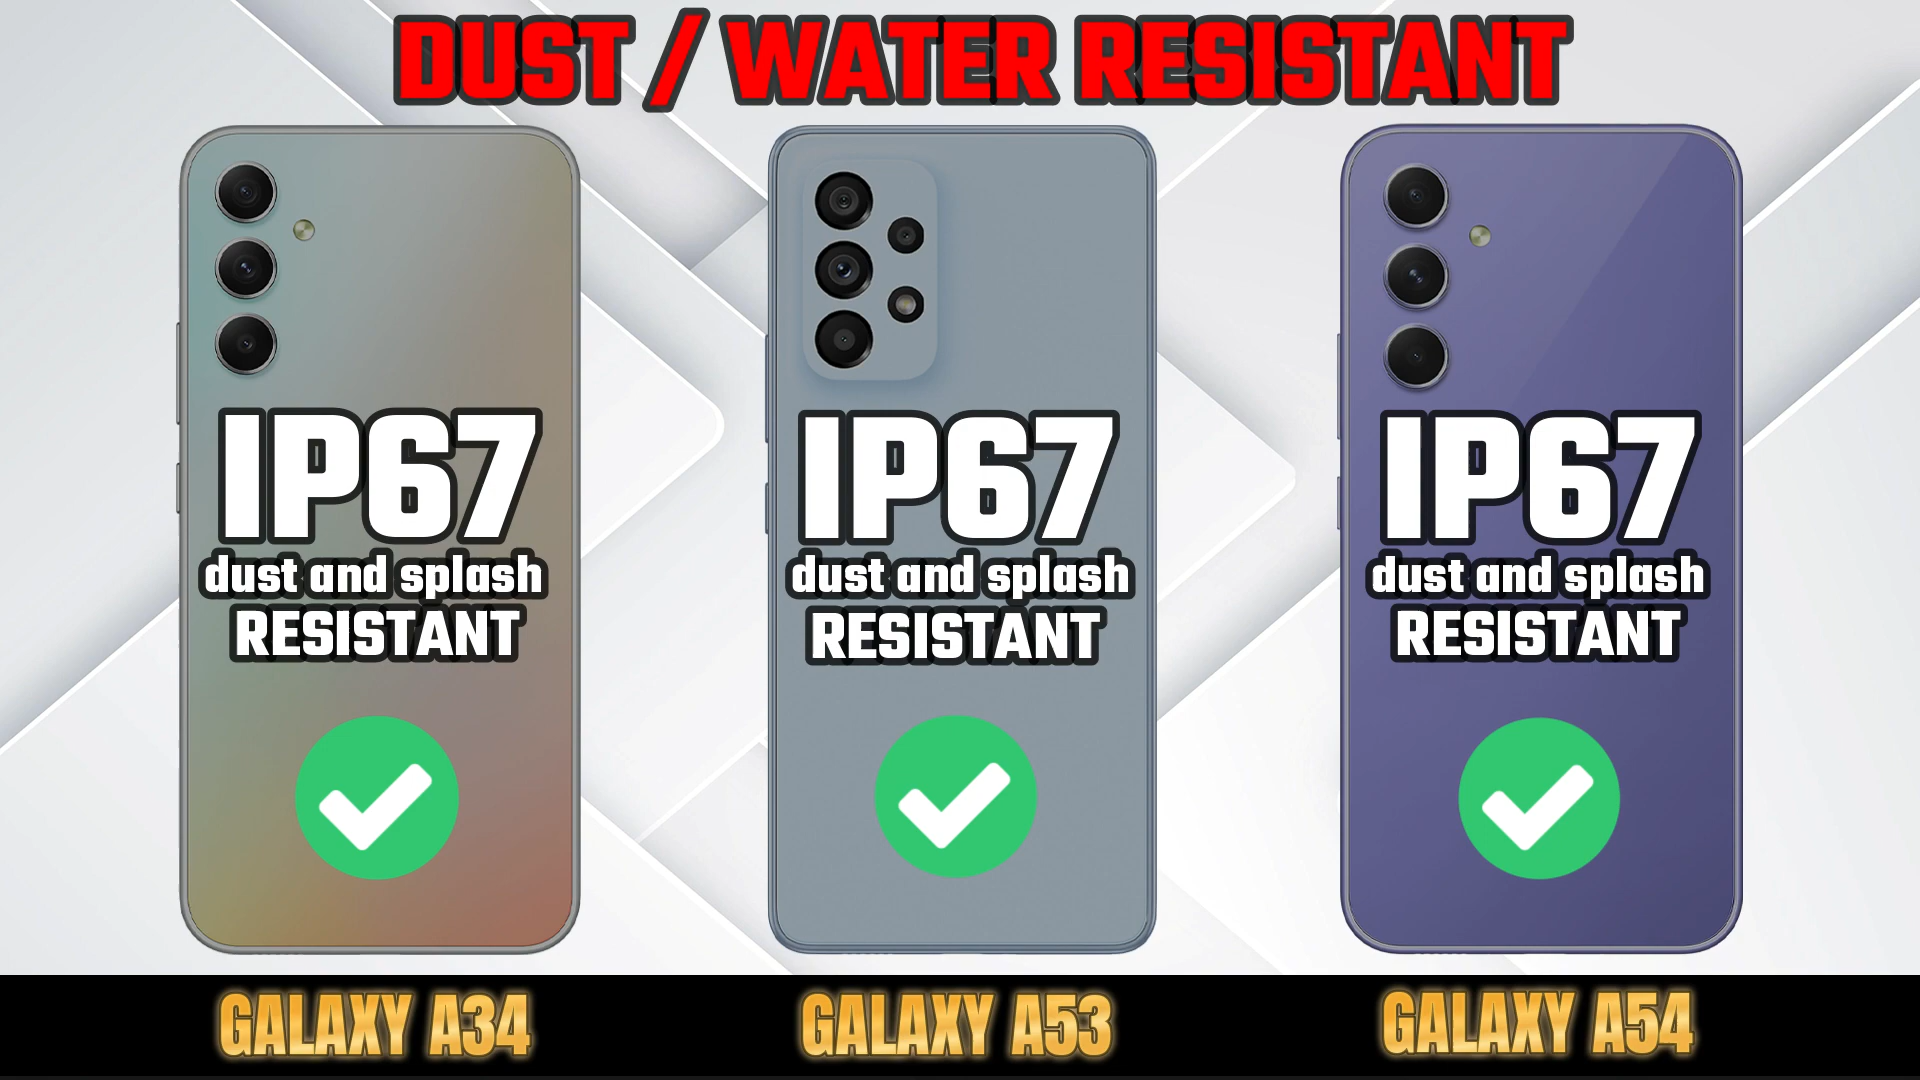 DUST / WATER RESISTANT
IP67
dust and splash
RESISTANT
IP67
dust and splash
RESISTANT
IP67
dust and splash
RESISTANT
GALAXY A34
GALAXY A53
GALAXY A54